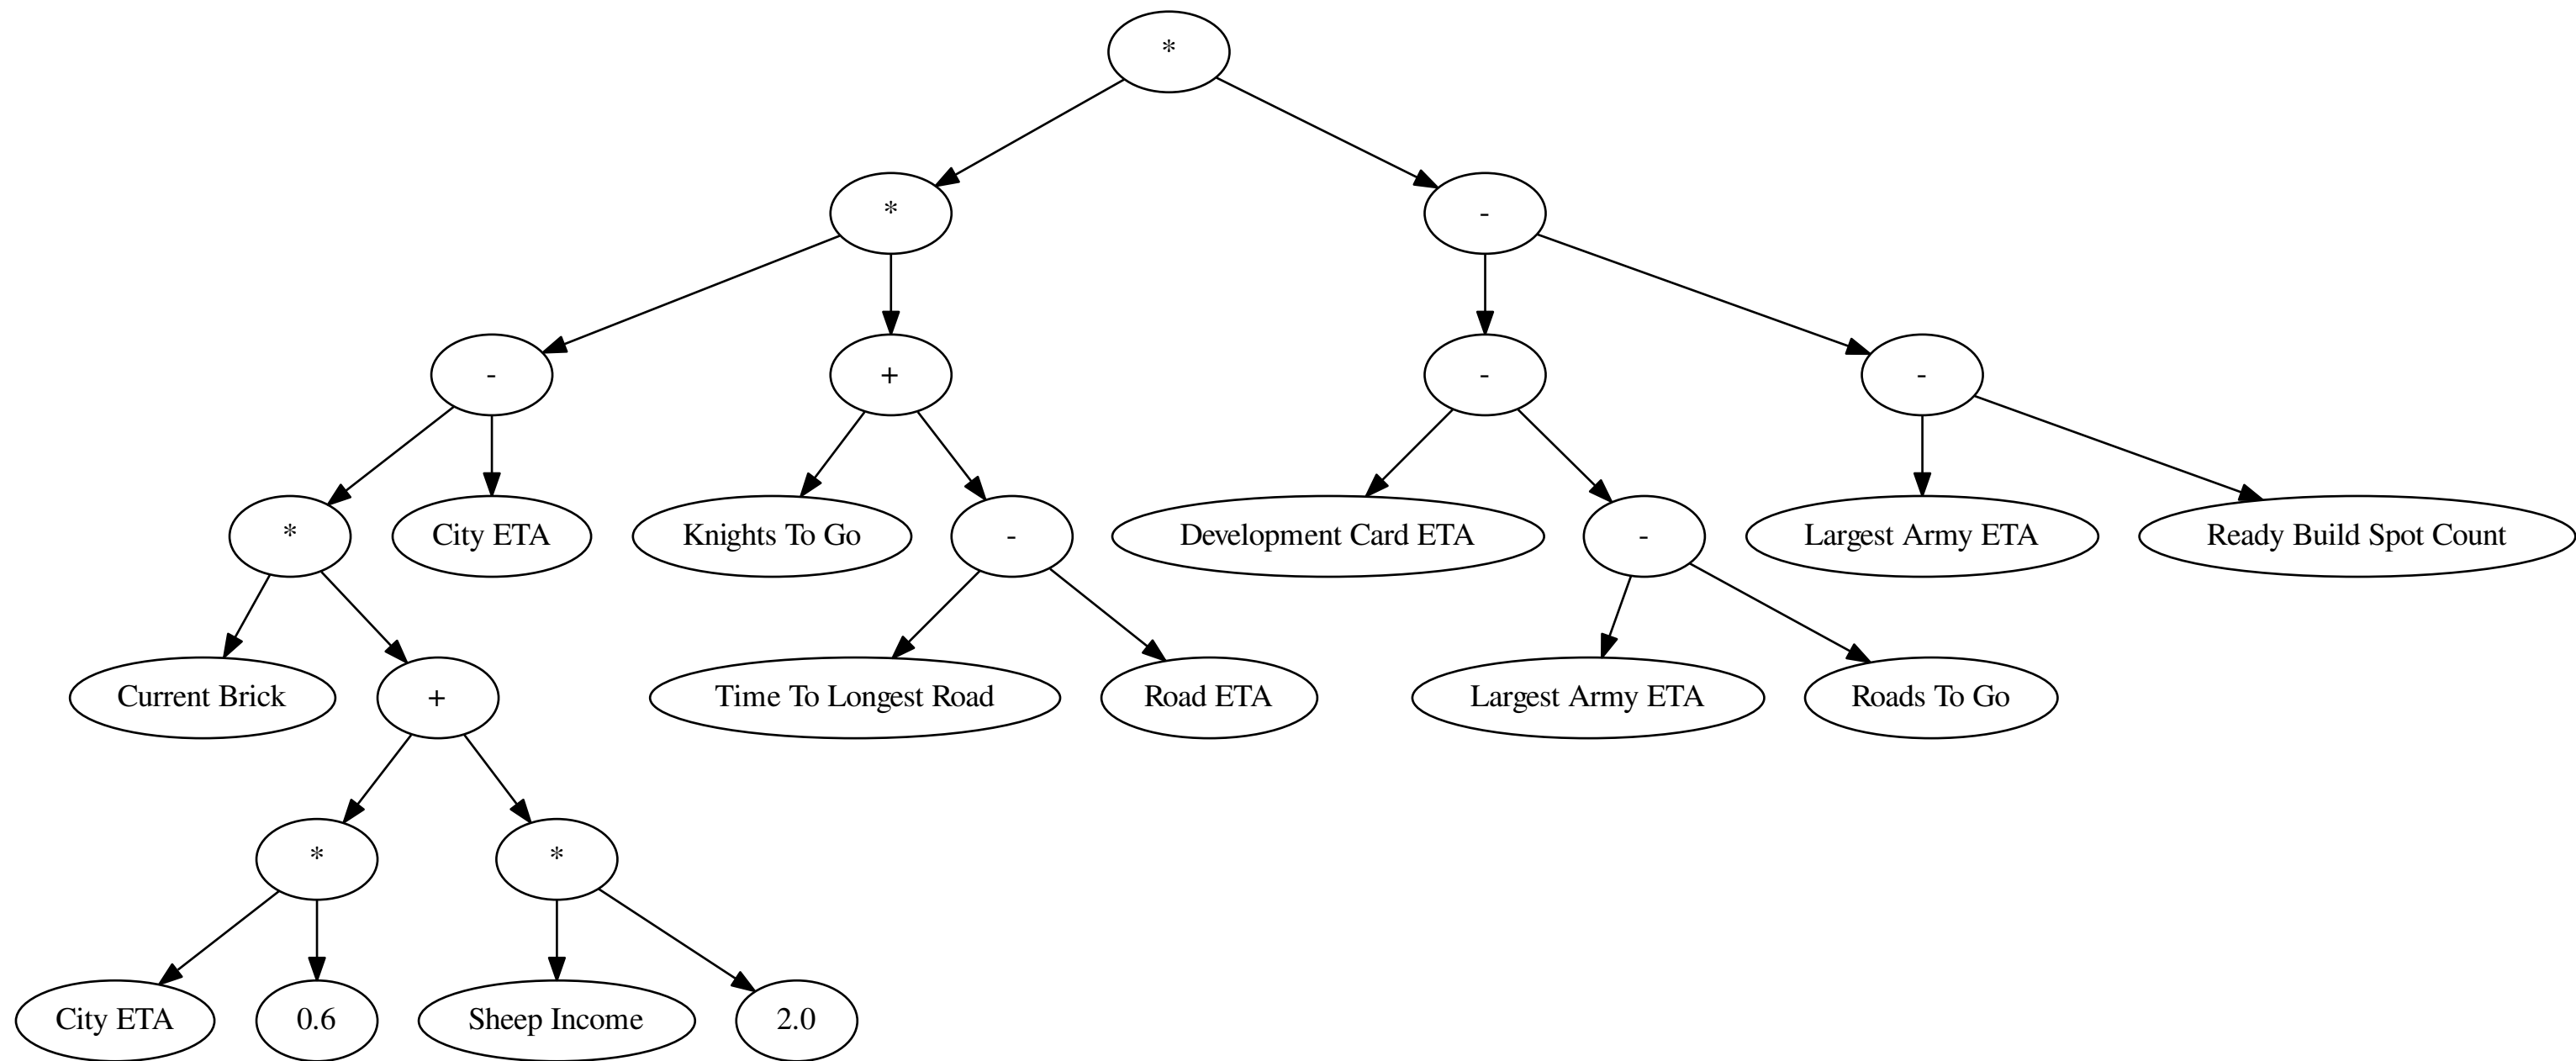 *
*
-
-
+
-
-
*
City ETA
Knights To Go
-
Development Card ETA
-
Largest Army ETA
Ready Build Spot Count
Current Brick
+
Time To Longest Road
Road ETA
Largest Army ETA
Roads To Go
*
*
City ETA
0.6
Sheep Income
2.0